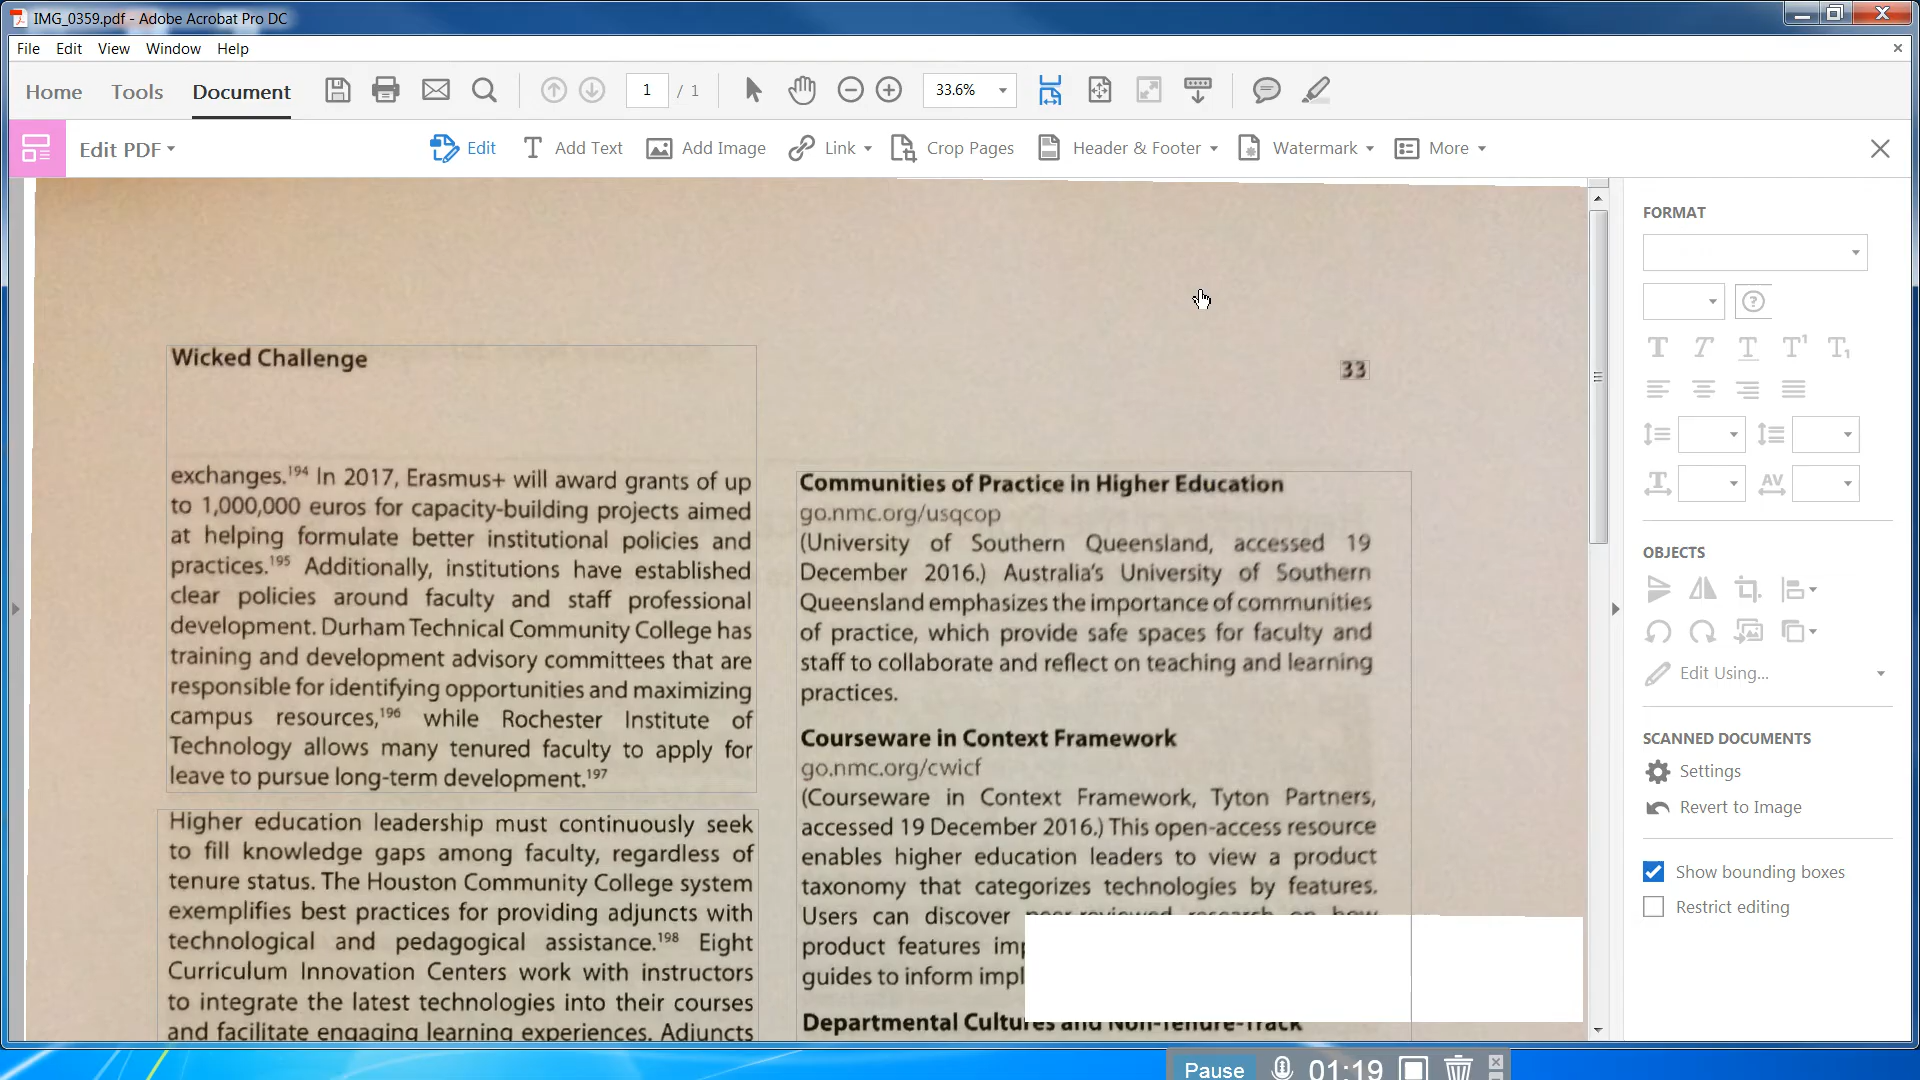 IMG_0359.pdf - Adobe Acrobat Pro DC
File Edit View Window Help
Home Tools Document 1 / 1 33.6%
Edit PDF Edit Add Text Add Image Link Crop Pages Header & Footer Watermark More
Wicked Challenge
33
exchanges.194 In 2017, Erasmus+ will award grants of up
to 1,000,000 euros for capacity-building projects aimed
at helping formulate better institutional policies and
practices.195 Additionally, institutions have established
clear policies around faculty and staff professional
development. Durham Technical Community College has
training and development advisory committees that are
responsible for identifying opportunities and maximizing
campus resources,196 while Rochester Institute of
Technology allows many tenured faculty to apply for
leave to pursue long-term development.197
Higher education leadership must continuously seek
to fill knowledge gaps among faculty, regardless of
tenure status. The Houston Community College system
exemplifies best practices for providing adjuncts with
technological and pedagogical assistance.198 Eight
Curriculum Innovation Centers work with instructors
to integrate the latest technologies into their courses
and facilitate engaging learning experiences. Adjuncts
Communities of Practice in Higher Education
go.nmc.org/usqcop
(University of Southern Queensland, accessed 19
December 2016.) Australia's University of Southern
Queensland emphasizes the importance of communities
of practice, which provide safe spaces for faculty and
staff to collaborate and reflect on teaching and learning
practices.
Courseware in Context Framework
go.nmc.org/cwicf
(Courseware in Context Framework, Tyton Partners,
accessed 19 December 2016.) This open-access resource
enables higher education leaders to view a product
taxonomy that categorizes technologies by features.
Users can discover peer-reviewed research on how
product features
guides to inform
Departmental Cultures and Non-Tenure-Track
FORMAT
OBJECTS
Edit Using...
SCANNED DOCUMENTS
Settings
Revert to Image
Show bounding boxes
Restrict editing
Pause 01:19